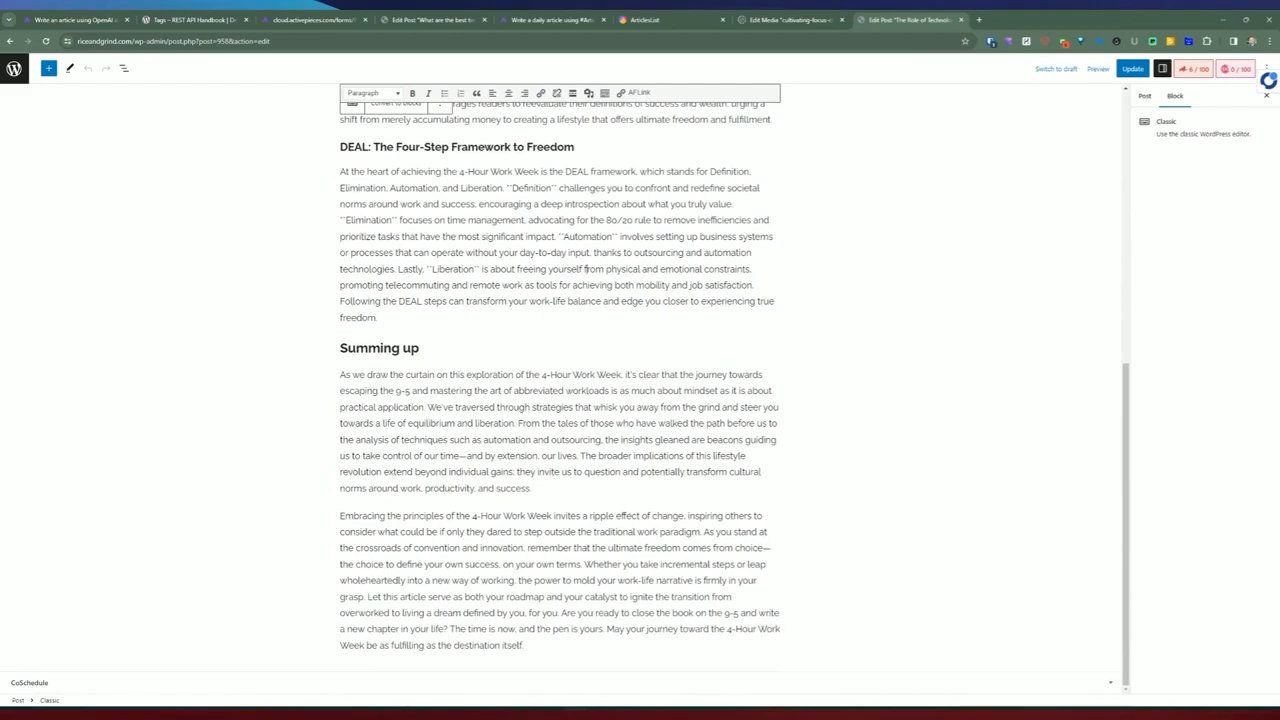 Write an article using OpenAI a
Tags – REST API Handbook | D
cloud.activepieces.com/forms/f
Edit Post "What are the best tir
Write a daily article using #Arti
ArticlesList
Edit Media "cultivating-focus-c
Edit Post "The Role of Technolo
riceandgrind.com/wp-admin/post.php?post=958&action=edit
Switch to draft
Preview
Update
6 / 100
0 / 100
Paragraph
B
I
AFLink
Post
Block
convert to blocks
rages readers to reevaluate their definitions of success and wealth, urging a
shift from merely accumulating money to creating a lifestyle that offers ultimate freedom and fulfillment.
Classic
Use the classic WordPress editor.
DEAL: The Four-Step Framework to Freedom
At the heart of achieving the 4-Hour Work Week is the DEAL framework, which stands for Definition,
Elimination, Automation, and Liberation. **Definition** challenges you to confront and redefine societal
norms around work and success, encouraging a deep introspection about what you truly value.
**Elimination** focuses on time management, advocating for the 80/20 rule to remove inefficiencies and
prioritize tasks that have the most significant impact. **Automation** involves setting up business systems
or processes that can operate without your day-to-day input, thanks to outsourcing and automation
technologies. Lastly, **Liberation** is about freeing yourself from physical and emotional constraints,
promoting telecommuting and remote work as tools for achieving both mobility and job satisfaction.
Following the DEAL steps can transform your work-life balance and edge you closer to experiencing true
freedom.
Summing up
As we draw the curtain on this exploration of the 4-Hour Work Week, it's clear that the journey towards
escaping the 9-5 and mastering the art of abbreviated workloads is as much about mindset as it is about
practical application. We've traversed through strategies that whisk you away from the grind and steer you
towards a life of equilibrium and liberation. From the tales of those who have walked the path before us to
the analysis of techniques such as automation and outsourcing, the insights gleaned are beacons guiding
us to take control of our time—and by extension, our lives. The broader implications of this lifestyle
revolution extend beyond individual gains; they invite us to question and potentially transform cultural
norms around work, productivity, and success.
Embracing the principles of the 4-Hour Work Week invites a ripple effect of change, inspiring others to
consider what could be if only they dared to step outside the traditional work paradigm. As you stand at
the crossroads of convention and innovation, remember that the ultimate freedom comes from choice—
the choice to define your own success, on your own terms. Whether you take incremental steps or leap
wholeheartedly into a new way of working, the power to mold your work-life narrative is firmly in your
grasp. Let this article serve as both your roadmap and your catalyst to ignite the transition from
overworked to living a dream defined by you, for you. Are you ready to close the book on the 9-5 and write
a new chapter in your life? The time is now, and the pen is yours. May your journey toward the 4-Hour Work
Week be as fulfilling as the destination itself.
CoSchedule
Post
Classic